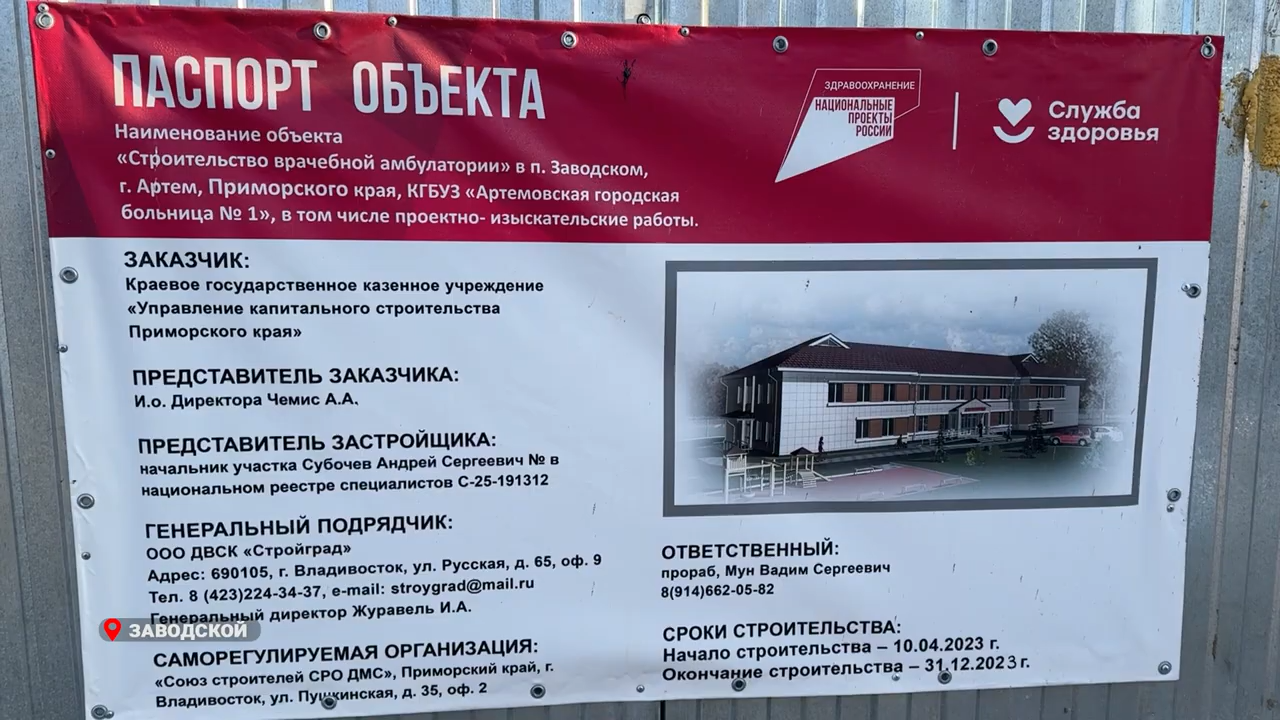 ПАСПОРТ ОБЪЕКТА
Наименование объекта
«Строительство врачебной амбулатории» в п. Заводском,
г. Артем, Приморского края, КГБУЗ «Артемовская городская
больница № 1», в том числе проектно- изыскательские работы.
ЗДРАВООХРАНЕНИЕ
НАЦИОНАЛЬНЫЕ
ПРОЕКТЫ
РОССИИ
Служба
здоровья
ЗАКАЗЧИК:
Краевое государственное казенное учреждение
«Управление капитального строительства
Приморского края»
ПРЕДСТАВИТЕЛЬ ЗАКАЗЧИКА:
И.о. Директора Чемис А.А.
ПРЕДСТАВИТЕЛЬ ЗАСТРОЙЩИКА:
начальник участка Субочев Андрей Сергеевич № в
национальном реестре специалистов С-25-191312
ГЕНЕРАЛЬНЫЙ ПОДРЯДЧИК:
ООО ДВСК «Стройград»
Адрес: 690105, г. Владивосток, ул. Русская, д. 65, оф. 9
Тел. 8 (423)224-34-37, e-mail: stroygrad@mail.ru
Генеральный директор Журавель И.А.
ЗАВОДСКОЙ
САМОРЕГУЛИРУЕМАЯ ОРГАНИЗАЦИЯ:
«Союз строителей СРО ДМС», Приморский край, г.
Владивосток, ул. Пушкинская, д. 35, оф. 2
ОТВЕТСТВЕННЫЙ:
прораб, Мун Вадим Сергеевич
8(914)662-05-82
СРОКИ СТРОИТЕЛЬСТВА:
Начало строительства – 10.04.2023 г.
Окончание строительства – 31.12.2023г.